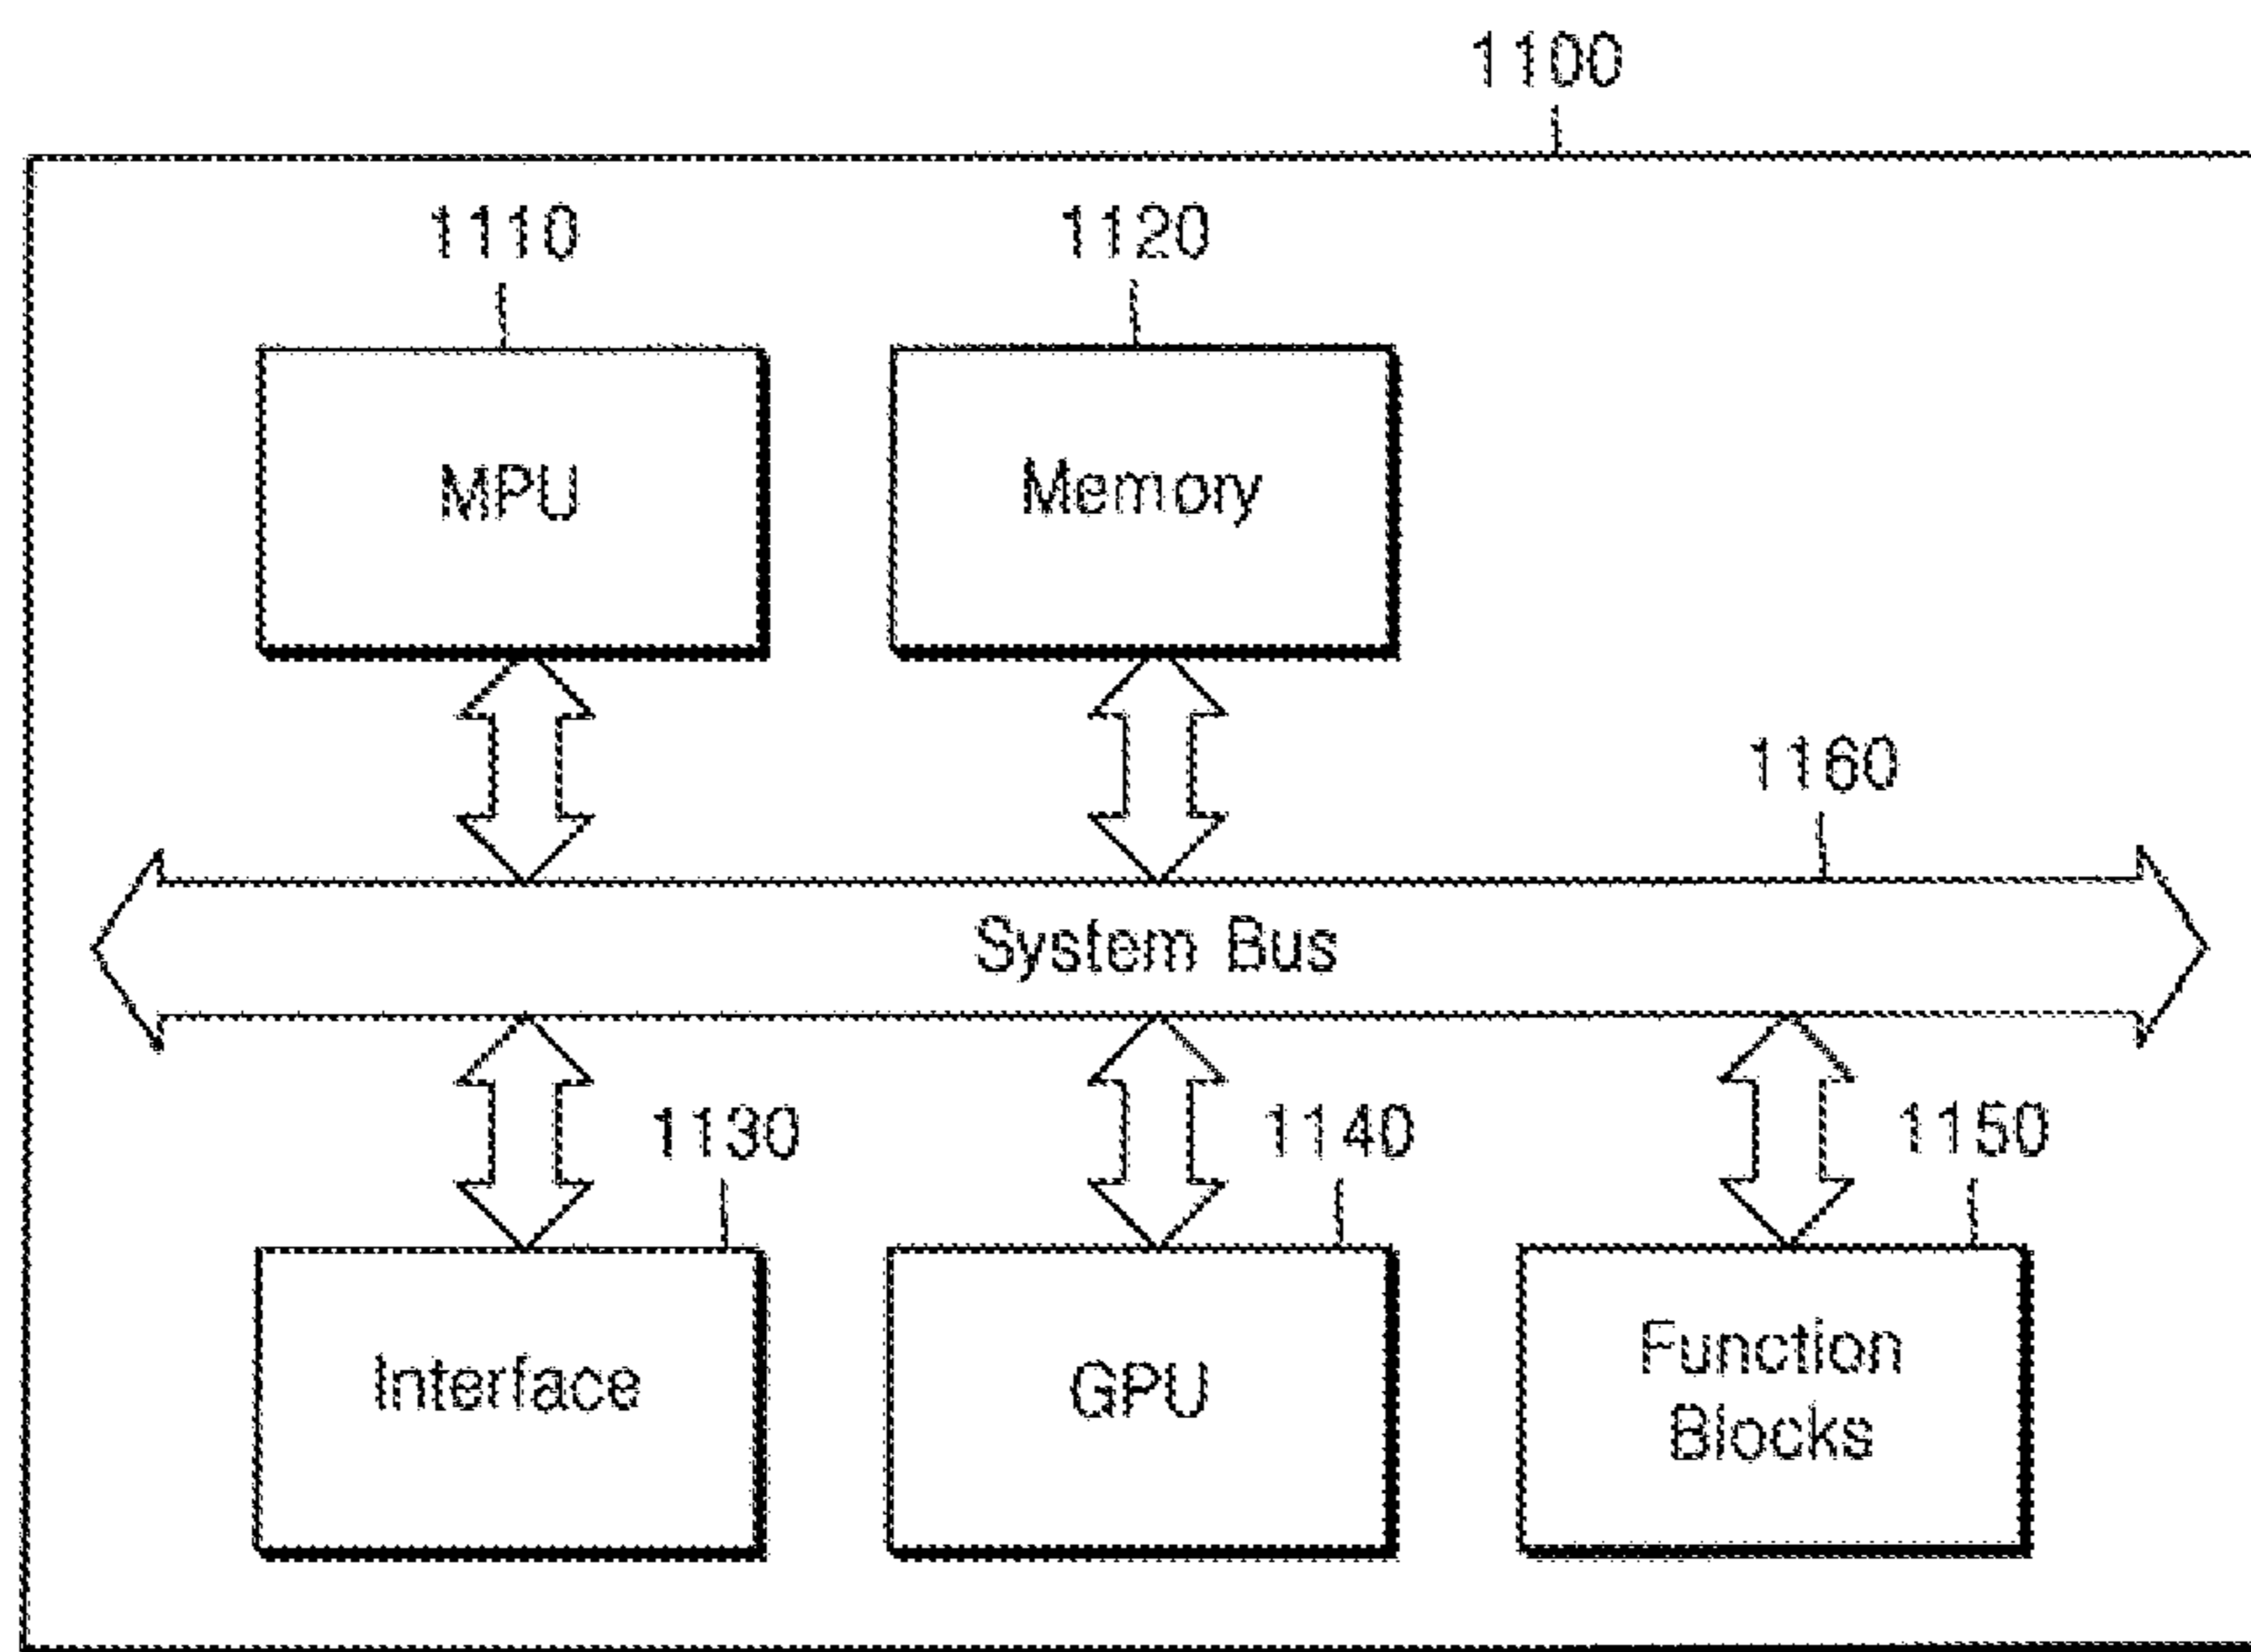 1100
1110
1120
MPU
Memory
1160
System Bus
1130
1140
1150
Interface
GPU
Function
Blocks